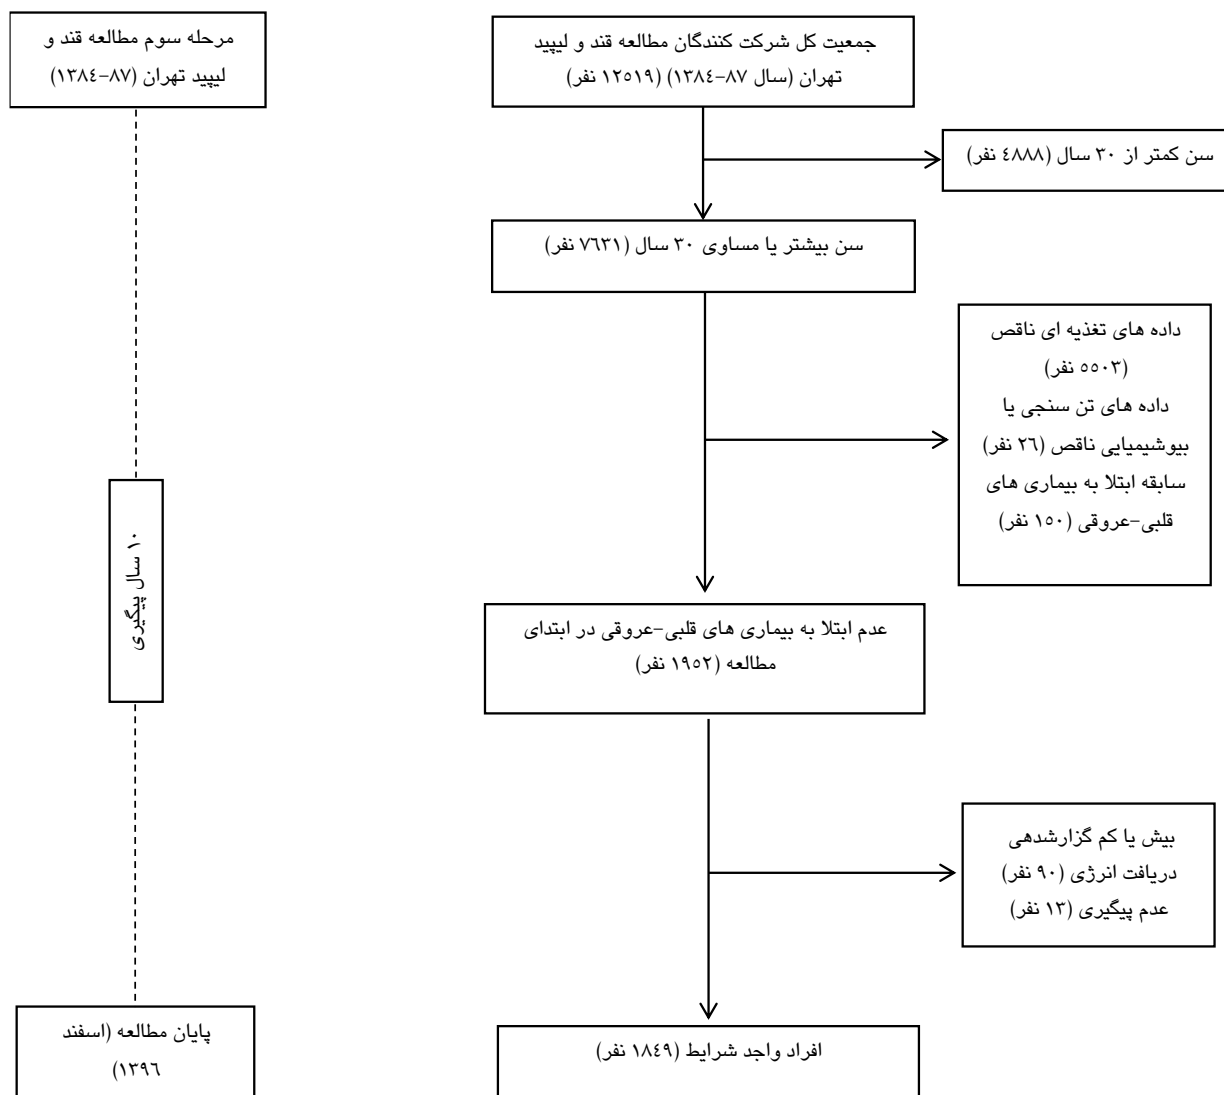 مرحله سوم مطالعه قند و
لیپید تهران (۸۷-۱۳۸٤)
۱۰ سال پیگیری
پایان مطالعه (اسفند
۱۳۹٦)
جمعیت کل شرکت کنندگان مطالعه قند و لیپید
تهران (سال ۸۷-۱۳۸٤) (۱۲٥۱۹ نفر)
سن کمتر از ۳۰ سال (٤۸۸۸ نفر)
سن بیشتر یا مساوی ۳۰ سال (۷٦۳۱ نفر)
داده های تغذیه ای ناقص
(٥٥۰۳ نفر)
داده های تن سنجی یا
بیوشیمیایی ناقص (۲٦ نفر)
سابقه ابتلا به بیماری های
قلبی-عروقی (۱٥۰ نفر)
عدم ابتلا به بیماری های قلبی-عروقی در ابتدای
مطالعه (۱۹٥۲ نفر)
بیش یا کم گزارشدهی
دریافت انرژی (۹۰ نفر)
عدم پیگیری (۱۳ نفر)
افراد واجد شرایط (۱۸٤۹ نفر)